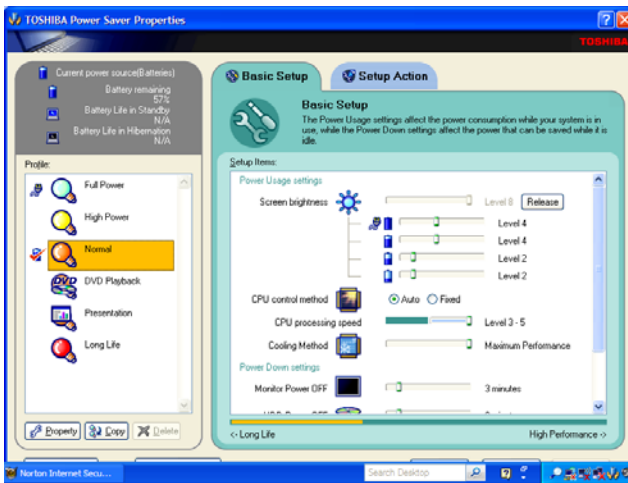 TOSHIBA Power Saver Properties
TOSHIBA
Current power source(Batteries)
Battery remaining
57%
Battery Life in Standby
N/A
Battery Life in Hibernation
N/A
Profile:
Full Power
High Power
Normal
DVD
DVD Playback
Presentation
Long Life
Property
Copy
Delete
Basic Setup
Setup Action
Basic Setup
The Power Usage settings affect the power consumption while your system is in
use, while the Power Down settings affect the power that can be saved while it is
idle.
Setup Items:
Power Usage settings
Screen brightness
Level 8
Release
Level 4
Level 4
Level 2
Level 2
CPU control method
Auto
Fixed
CPU processing speed
Level 3 - 5
Cooling Method
Maximum Performance
Power Down settings
Monitor Power OFF
3 minutes
<- Long Life
High Performance ->
Norton Internet Secu...
Search Desktop